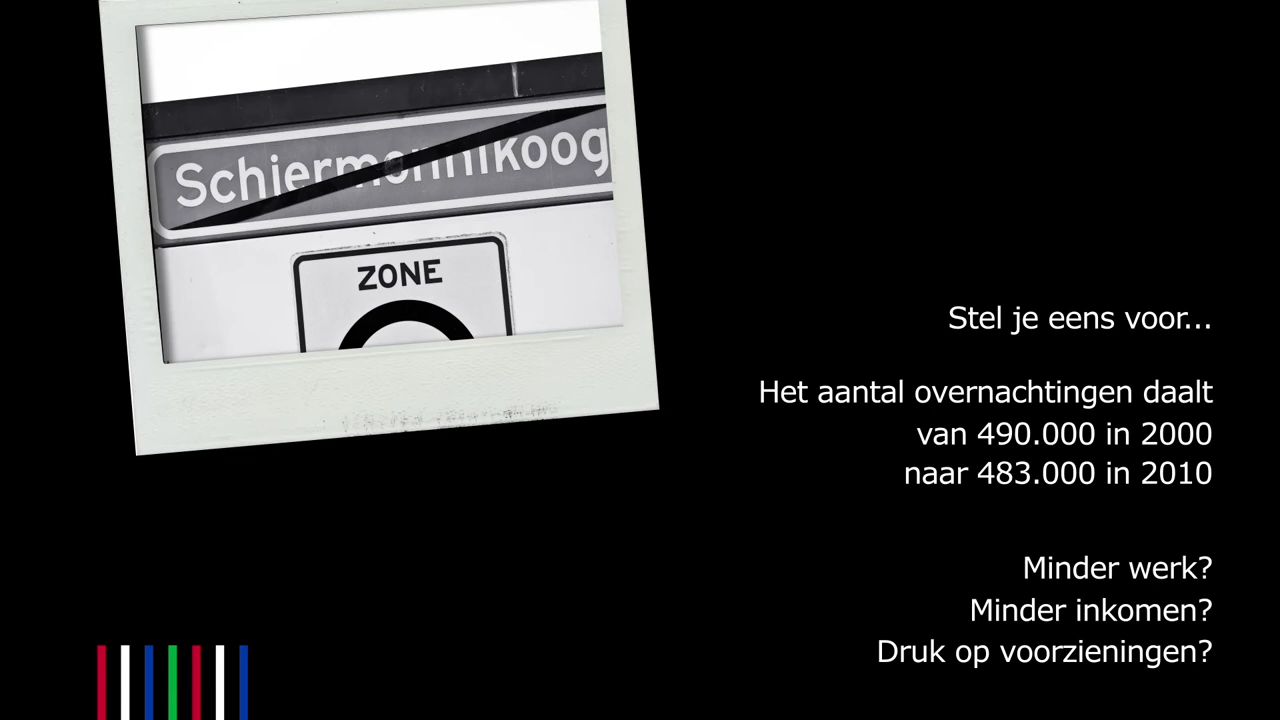 Schiermonnikoog
ZONE
Stel je eens voor...
Het aantal overnachtingen daalt
van 490.000 in 2000
naar 483.000 in 2010
Minder werk?
Minder inkomen?
Druk op voorzieningen?